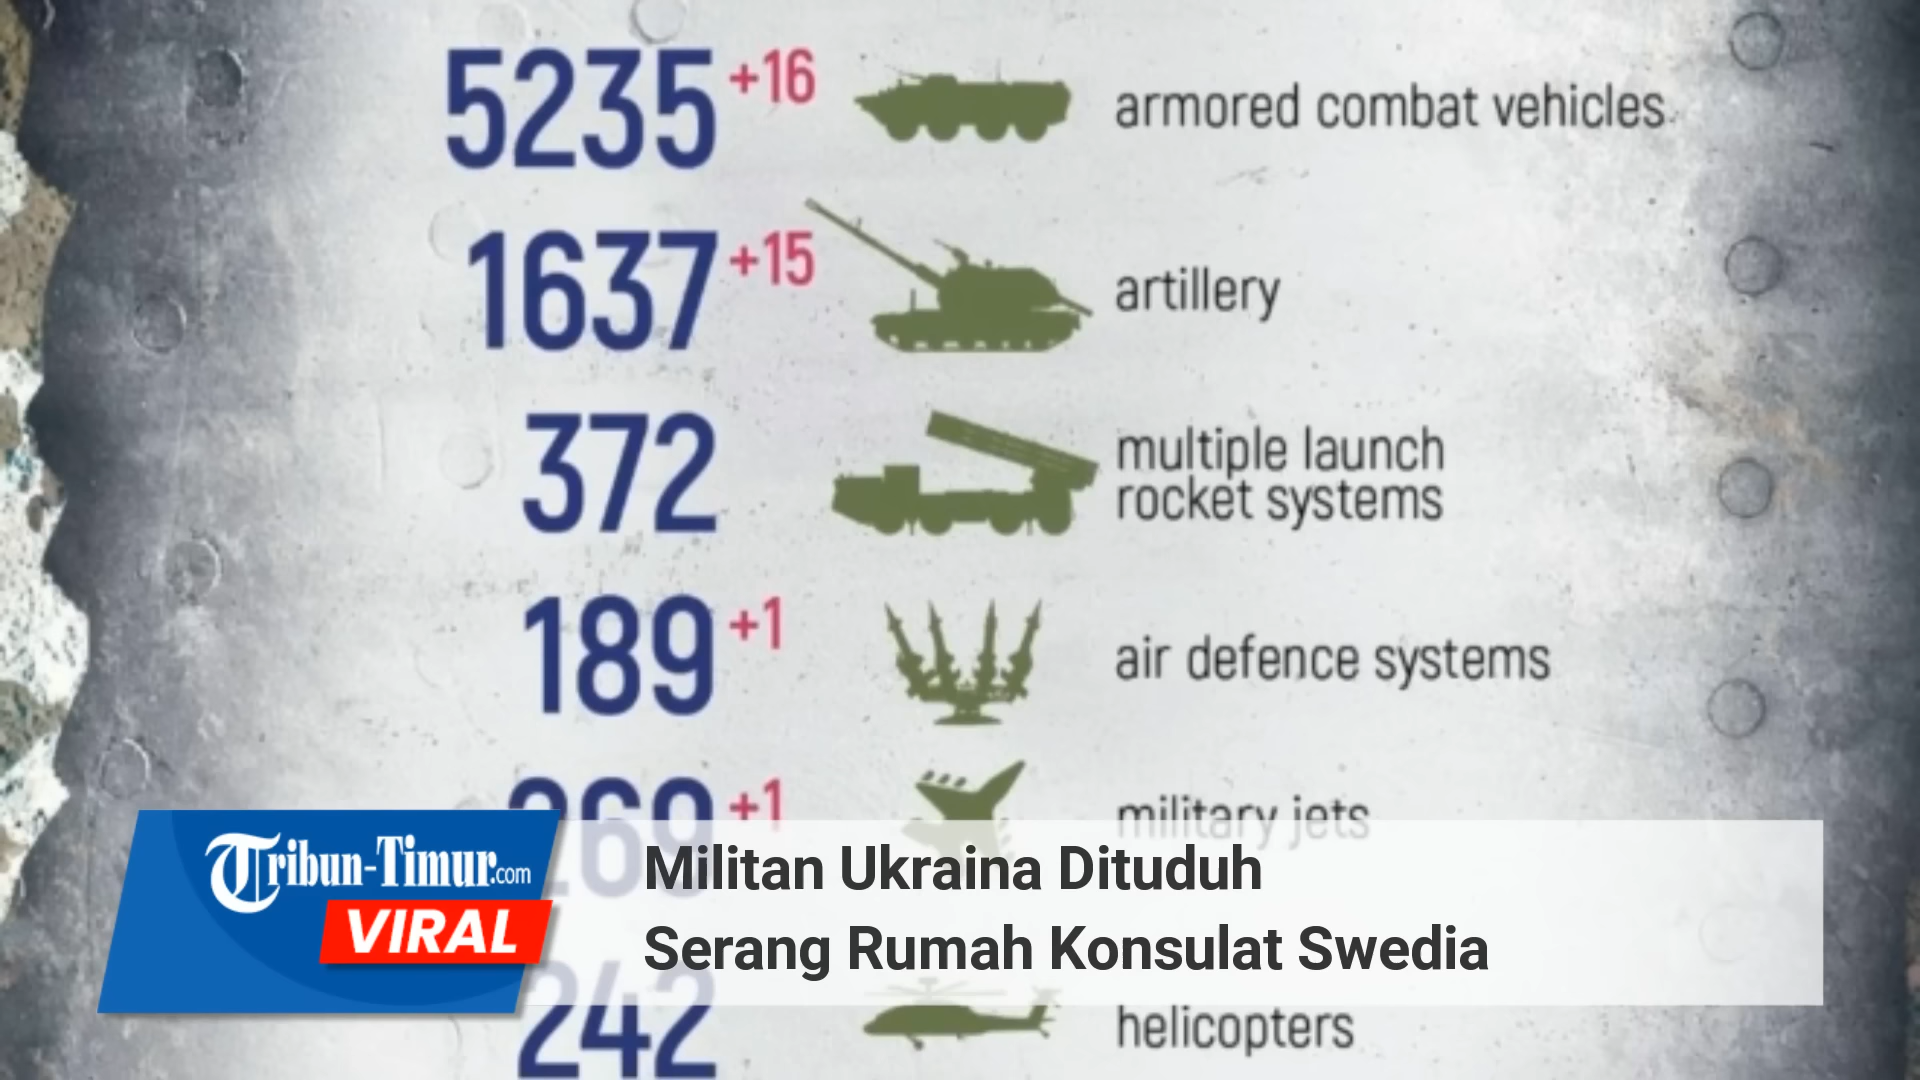 5235 +16 armored combat vehicles
1637 +15 artillery
372 multiple launch
rocket systems
189 +1 air defence systems
269 +1 military jets
Tribun-Timur.com
VIRAL
Militan Ukraina Dituduh
Serang Rumah Konsulat Swedia
242 helicopters